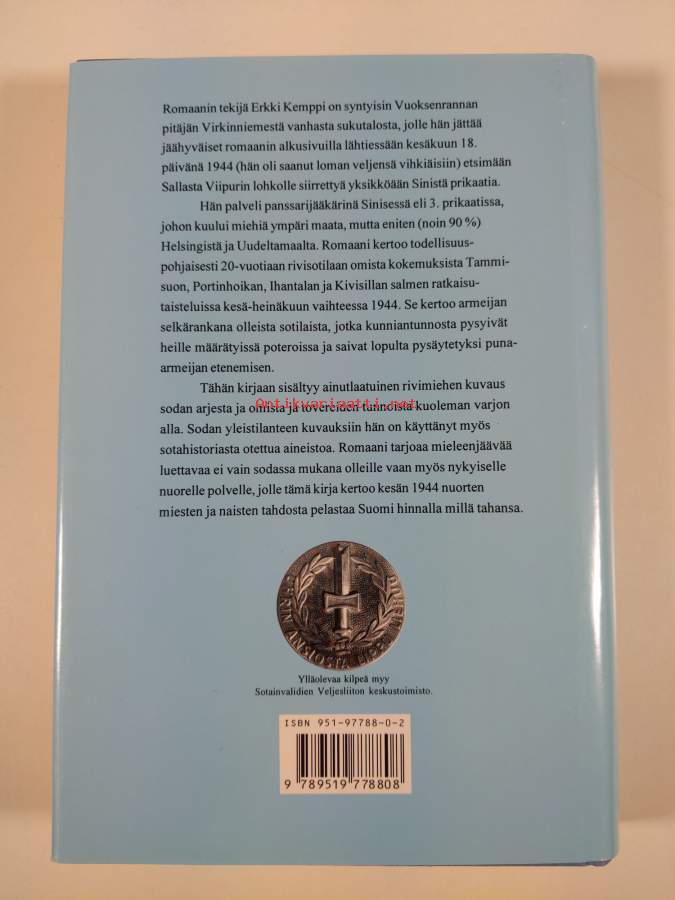 Romaanin tekijä Erkki Kemppi on syntyisin Vuoksenrannan
pitäjän Virkinniemestä vanhasta sukutalosta, jolle hän jättää
jäähyväiset romaanin alkusivuilla lähtiessään kesäkuun 18.
päivänä 1944 (hän oli saanut loman veljensä vihkiäisiin) etsimään
Sallasta Viipurin lohkolle siirrettyä yksikköään Sinistä prikaatia.
Hän palveli panssarijääkärinä Sinisessä eli 3. prikaatissa,
johon kuului miehiä ympäri maata, mutta eniten (noin 90 %)
Helsingistä ja Uudeltamaalta. Romaani kertoo todellisuus-
pohjaisesti 20-vuotiaan rivisotilaan omista kokemuksista Tammi-
suon, Portinhoikan, Ihantalan ja Kivisillan salmen ratkaisu-
taisteluissa kesä-heinäkuun vaihteessa 1944. Se kertoo armeijan
selkärankana olleista sotilaista, jotka kunniantunnosta pysyivät
heille määrätyissä poteroissa ja saivat lopulta pysäytetyksi puna-
armeijan etenemisen.
Tähän kirjaan sisältyy ainutlaatuinen rivimiehen kuvaus
sodan arjesta ja omista ja tovereiden tunnoista kuoleman varjon
Antikvariaatti.net
alla. Sodan yleistilanteen kuvauksiin hän on käyttänyt myös
sotahistoriasta otettua aineistoa. Romaani tarjoaa mieleenjäävää
luettavaa ei vain sodassa mukana olleille vaan myös nykyiselle
nuorelle polvelle, jolle tämä kirja kertoo kesän 1944 nuorten
miesten ja naisten tahdosta pelastaa Suomi hinnalla millä tahansa.
Ylläolevaa kilpeä myy
Sotainvalidien Veljesliiton keskustoimisto.
ISBN 951-97788-0-2
9 789519 778808